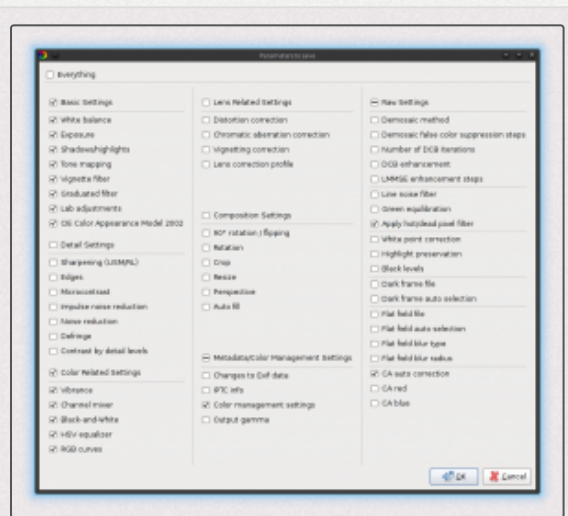 Parameters to save
Everything
Basic Settings
White balance
Exposure
Shadows/highlights
Tone mapping
Vignette filter
Graduated filter
Lab adjustments
CIE Color Appearance Model 2002
Detail Settings
Sharpening (USM/RL)
Edges
Microcontrast
Impulse noise reduction
Noise reduction
Defringe
Contrast by detail levels
Color Related Settings
Vibrance
Channel mixer
Black-and-White
HSV equalizer
RGB curves
Lens Related Settings
Distortion correction
Chromatic aberration correction
Vignetting correction
Lens correction profile
Composition Settings
90° rotation / flipping
Rotation
Crop
Resize
Perspective
Auto fill
Metadata/Color Management Settings
Changes to Exif data
IPTC info
Color management settings
Output gamma
Raw Settings
Demosaic method
Demosaic false color suppression steps
Number of DCB iterations
DCB enhancement
LMMSE enhancement steps
Line noise filter
Green equilibration
Apply hot/dead pixel filter
White point correction
Highlight preservation
Black levels
Dark frame file
Dark frame auto selection
Flat field file
Flat field auto selection
Flat field blur type
Flat field blur radius
CA auto correction
CA red
CA blue
OK
Cancel